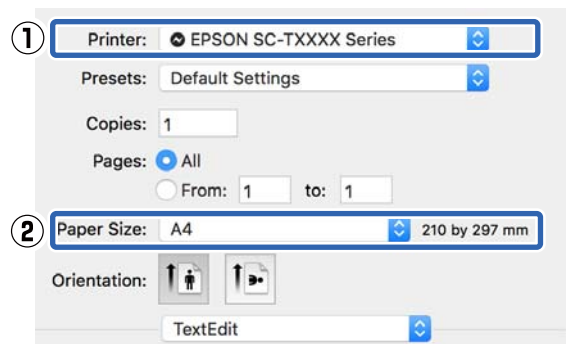 ① Printer: EPSON SC-TXXXX Series
Presets: Default Settings
Copies: 1
Pages: All
From: 1 to: 1
② Paper Size: A4 210 by 297 mm
Orientation:
TextEdit